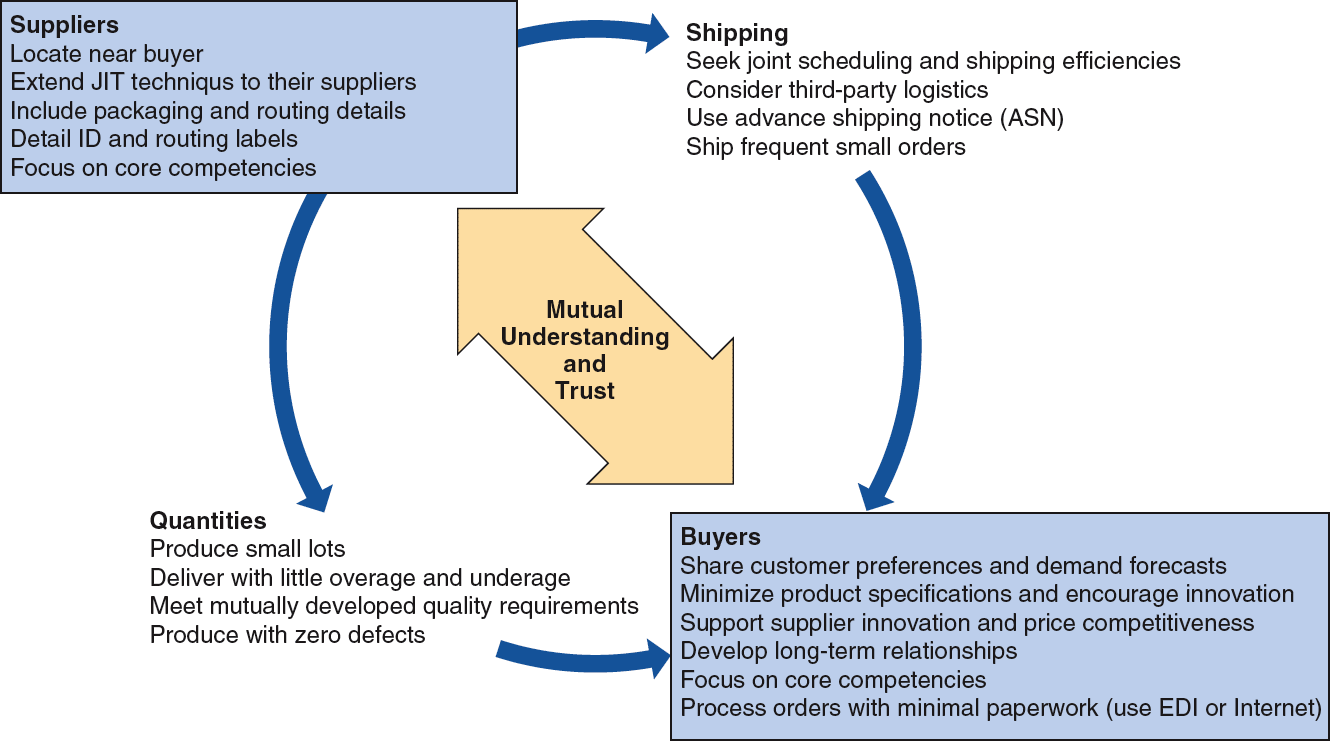 Suppliers
Locate near buyer
Extend JIT techniqus to their suppliers
Include packaging and routing details
Detail ID and routing labels
Focus on core competencies
Shipping
Seek joint scheduling and shipping efficiencies
Consider third-party logistics
Use advance shipping notice (ASN)
Ship frequent small orders
Mutual
Understanding
and
Trust
Quantities
Produce small lots
Deliver with little overage and underage
Meet mutually developed quality requirements
Produce with zero defects
Buyers
Share customer preferences and demand forecasts
Minimize product specifications and encourage innovation
Support supplier innovation and price competitiveness
Develop long-term relationships
Focus on core competencies
Process orders with minimal paperwork (use EDI or Internet)